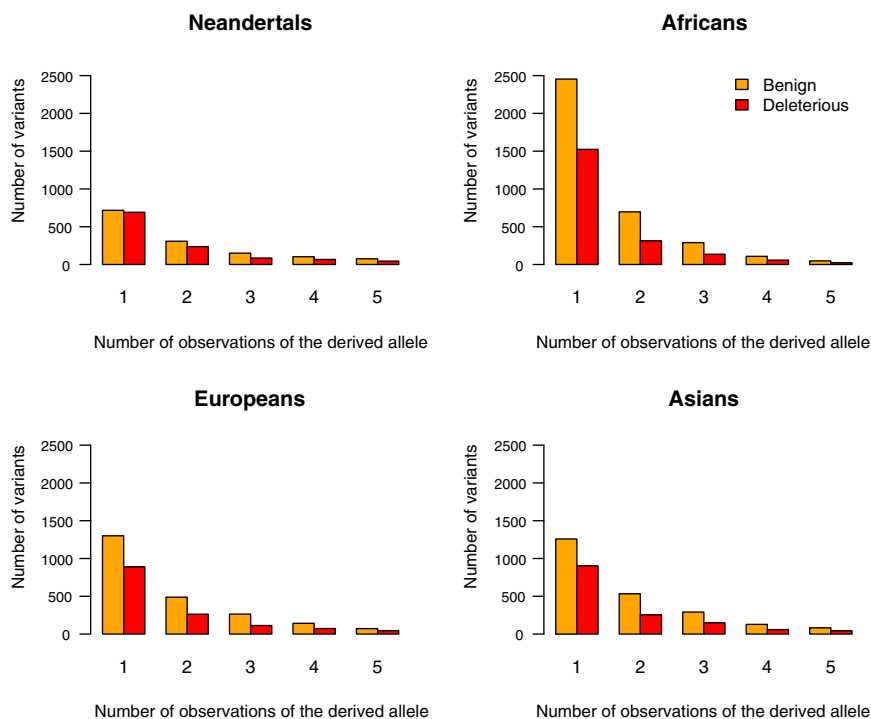 Neandertals
Number of variants
2500
2000
1500
1000
500
0
1 2 3 4 5
Number of observations of the derived allele
Africans
Number of variants
2500
2000
1500
1000
500
0
Benign
Deleterious
1 2 3 4 5
Number of observations of the derived allele
Europeans
Number of variants
2500
2000
1500
1000
500
0
1 2 3 4 5
Number of observations of the derived allele
Asians
Number of variants
2500
2000
1500
1000
500
0
1 2 3 4 5
Number of observations of the derived allele